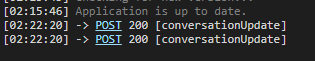 [02:15:46] Application is up to date.
[02:22:20] -> POST 200 [conversationUpdate]
[02:22:20] -> POST 200 [conversationUpdate]